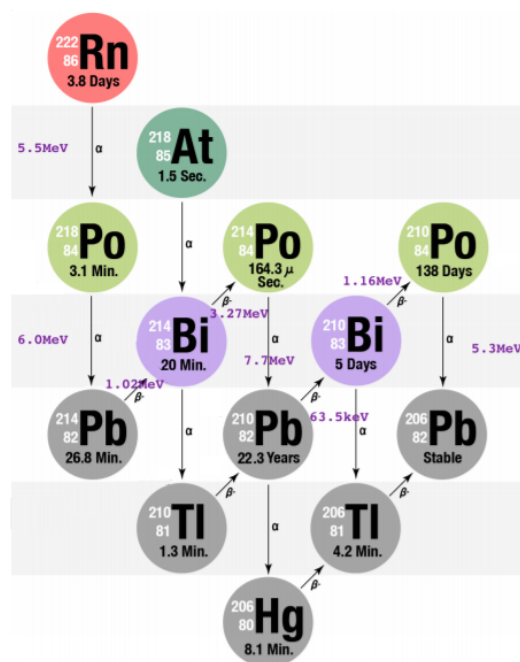 222
86 Rn
3.8 Days
5.5MeV
α
218
85 At
1.5 Sec.
218
84 Po
3.1 Min.
α
214
84 Po
164.3 μ
Sec.
210
84 Po
138 Days
1.16MeV
β-
3.27MeV
β-
6.0MeV
α
214
83 Bi
20 Min.
7.7MeV
α
210
83 Bi
5 Days
α
5.3MeV
1.02MeV
β-
63.5keV
β-
214
82 Pb
26.8 Min.
α
210
82 Pb
22.3 Years
α
206
82 Pb
Stable
β-
β-
210
81 Tl
1.3 Min.
α
206
81 Tl
4.2 Min.
β-
206
80 Hg
8.1 Min.